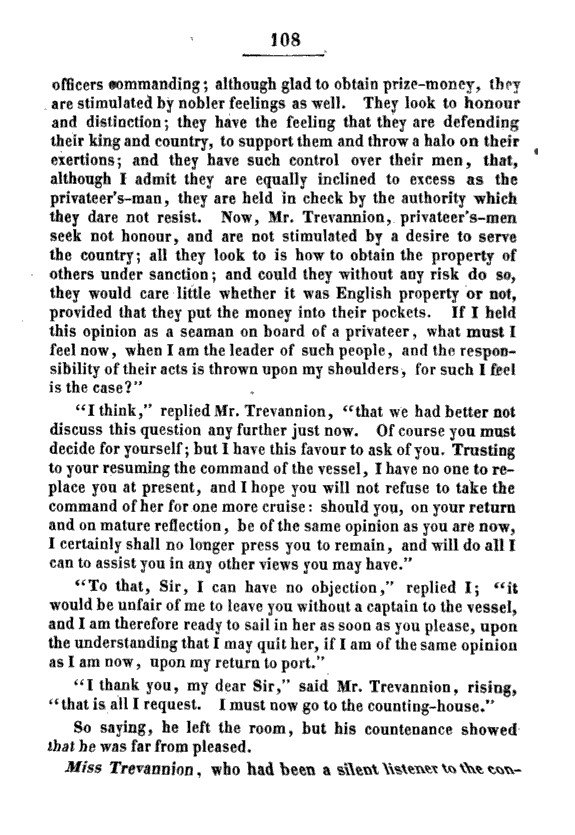 108
officers commanding; although glad to obtain prize-money, they
are stimulated by nobler feelings as well. They look to honour
and distinction; they have the feeling that they are defending
their king and country, to support them and throw a halo on their
exertions; and they have such control over their men, that,
although I admit they are equally inclined to excess as the
privateer's-man, they are held in check by the authority which
they dare not resist. Now, Mr. Trevannion, privateer's-men
seek not honour, and are not stimulated by a desire to serve
the country; all they look to is how to obtain the property of
others under sanction; and could they without any risk do so,
they would care little whether it was English property or not,
provided that they put the money into their pockets. If I held
this opinion as a seaman on board of a privateer, what must I
feel now, when I am the leader of such people, and the respon-
sibility of their acts is thrown upon my shoulders, for such I feel
is the case?"
"I think," replied Mr. Trevannion, "that we had better not
discuss this question any further just now. Of course you must
decide for yourself; but I have this favour to ask of you. Trusting
to your resuming the command of the vessel, I have no one to re-
place you at present, and I hope you will not refuse to take the
command of her for one more cruise: should you, on your return
and on mature reflection, be of the same opinion as you are now,
I certainly shall no longer press you to remain, and will do all I
can to assist you in any other views you may have."
"To that, Sir, I can have no objection," replied I; "it
would be unfair of me to leave you without a captain to the vessel,
and I am therefore ready to sail in her as soon as you please, upon
the understanding that I may quit her, if I am of the same opinion
as I am now, upon my return to port."
"I thank you, my dear Sir," said Mr. Trevannion, rising,
"that is all I request. I must now go to the counting-house."
So saying, he left the room, but his countenance showed
that he was far from pleased.
Miss Trevannion, who had been a silent listener to the con-